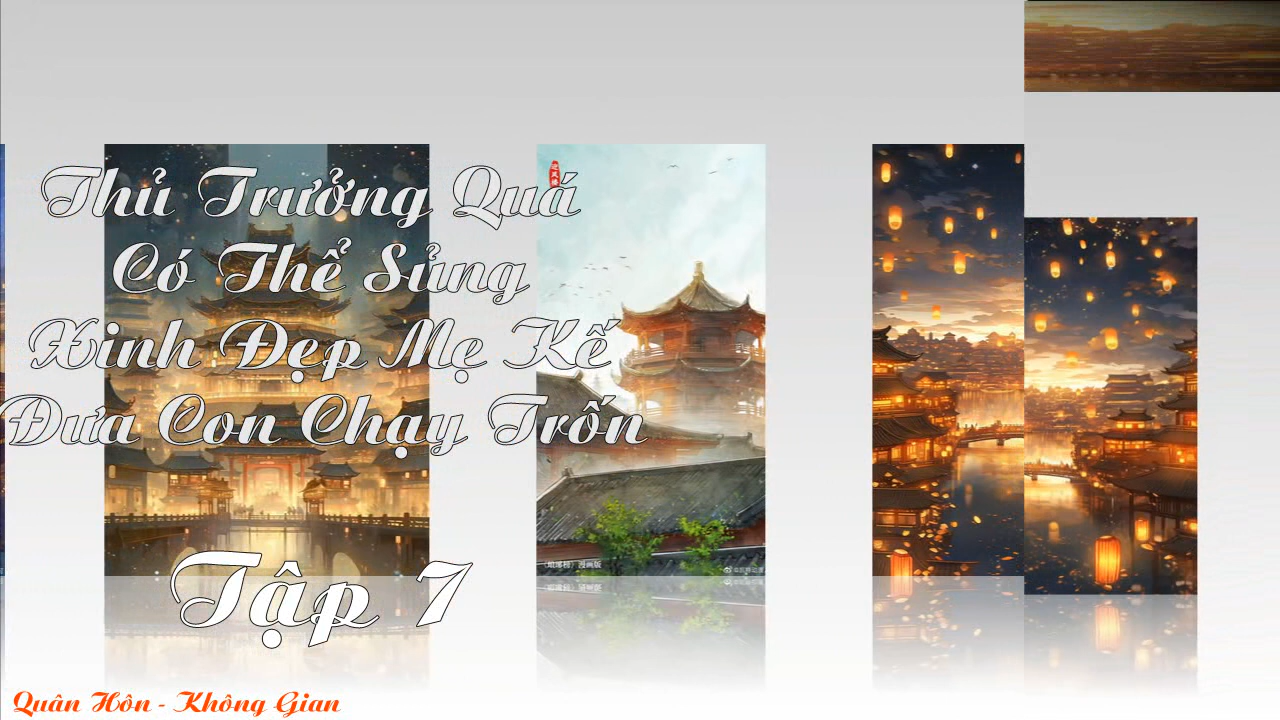 Thủ Trưởng Quá
Có Thể Sủng
Xinh Đẹp Mẹ Kế
Đưa Con Chạy Trốn
Tập 7
Quân Hôn - Không Gian